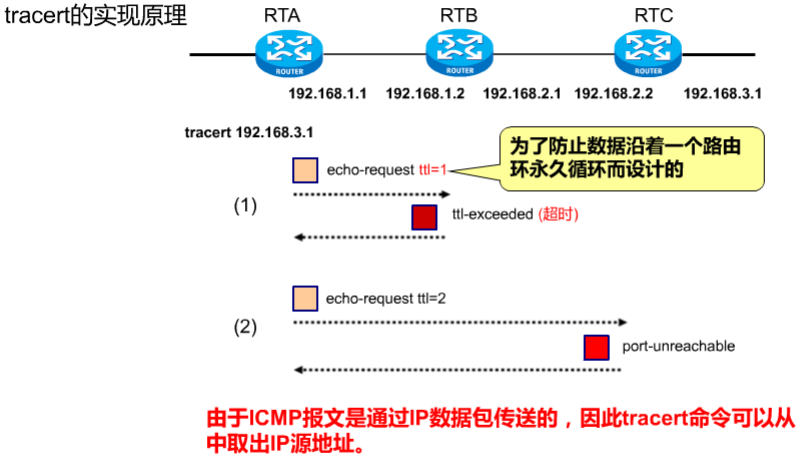 tracert的实现原理
RTA RTB RTC
ROUTER ROUTER ROUTER
192.168.1.1 192.168.1.2 192.168.2.1 192.168.2.2 192.168.3.1
tracert 192.168.3.1
为了防止数据沿着一个路由
环永久循环而设计的
echo-request ttl=1
(1)
ttl-exceeded (超时)
echo-request ttl=2
(2)
port-unreachable
由于ICMP报文是通过IP数据包传送的，因此tracert命令可以从
中取出IP源地址。